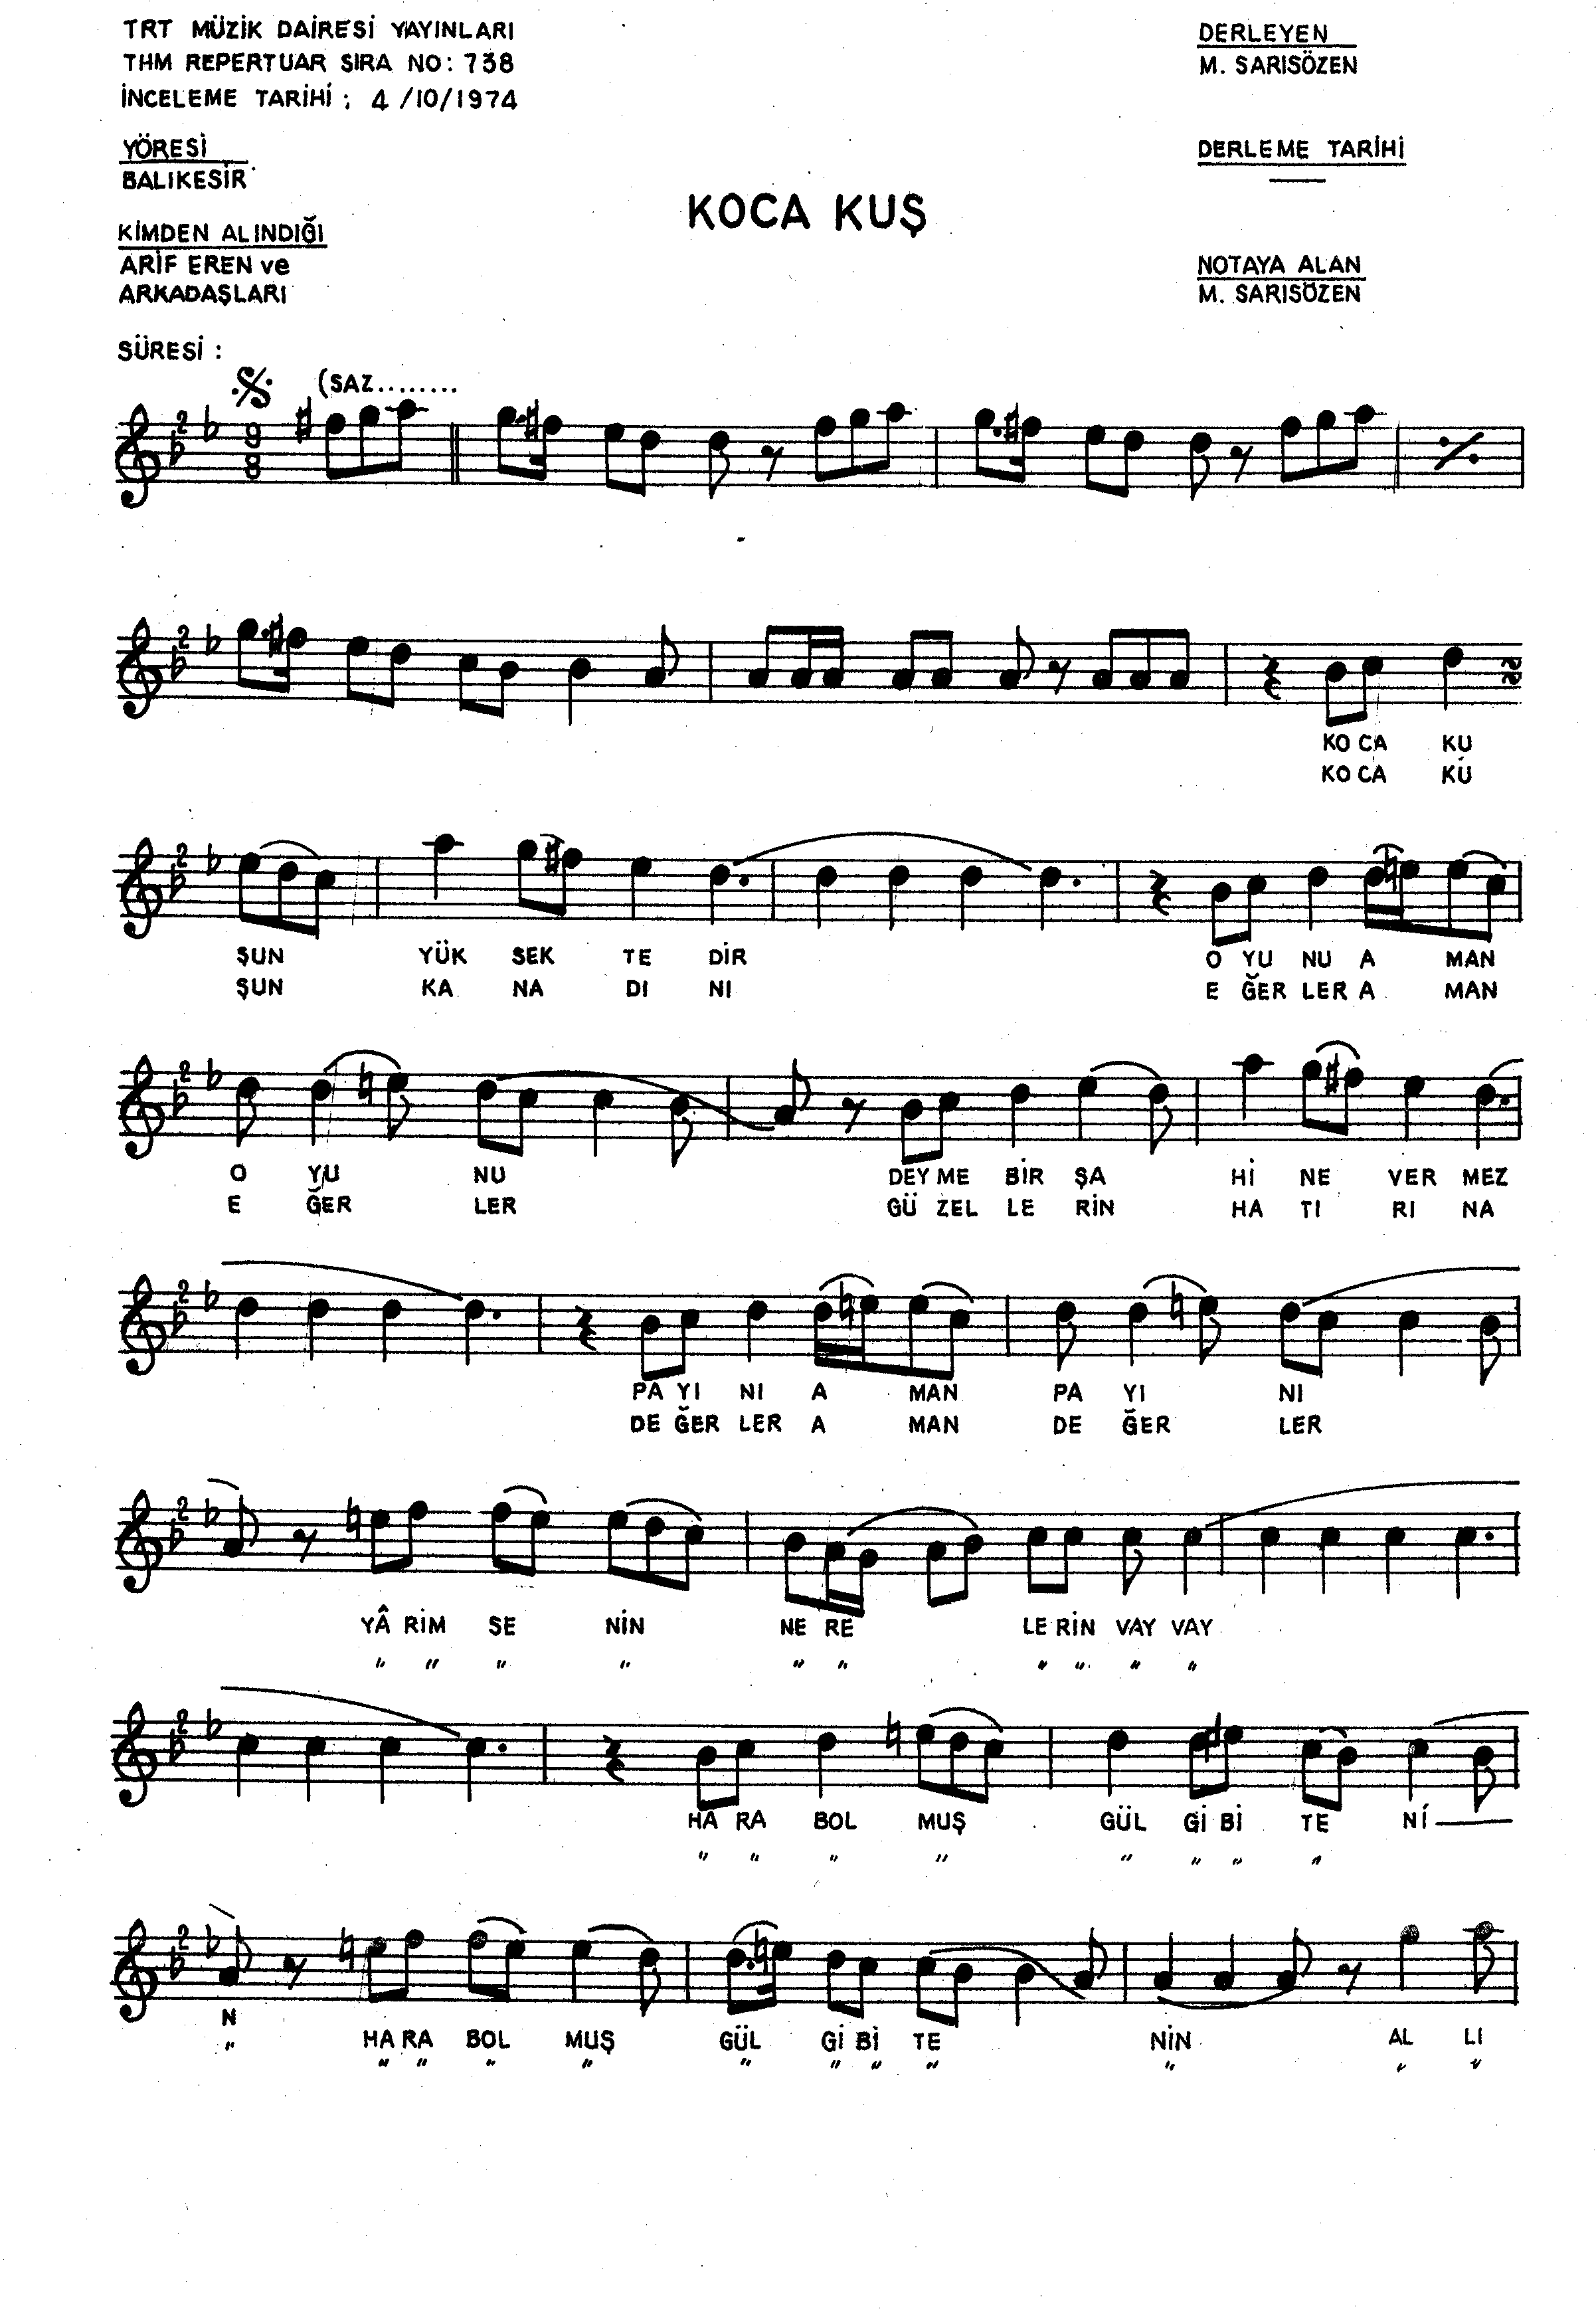 TRT MÜZİK DAİRESİ YAYINLARI
THM REPERTUAR SIRA NO: 738
İNCELEME TARİHİ : 4 /10/1974
DERLEYEN
M. SARISÖZEN
YÖRESİ
BALIKESİR
DERLEME TARİHİ
KOCA KUŞ
KİMDEN ALINDIĞI
ARİF EREN ve
ARKADAŞLARI
NOTAYA ALAN
M. SARISÖZEN
SÜRESİ :
(SAZ........
9
8
KO CA KU
KO CA KU
ŞUN YÜK SEK TE DİR O YU NU A MAN
ŞUN KA NA DI NI E ĞER LER A MAN
O YU NU DEY ME BİR ŞA Hİ NE VER MEZ
E ĞER LER GÜ ZEL LE RİN HA TI RI NA
PA YI NI A MAN PA YI NI
DE ĞER LER A MAN DE ĞER LER
YÂ RİM SE NİN NE RE LE RİN VAY VAY
" " " " " " " " " "
HA RA BOL MUŞ GÜL Gİ Bİ TE Nİ
" " " " " " " "
N HA RA BOL MUŞ GÜL Gİ Bİ TE NİN AL LI
" " " " " " " " " " " "